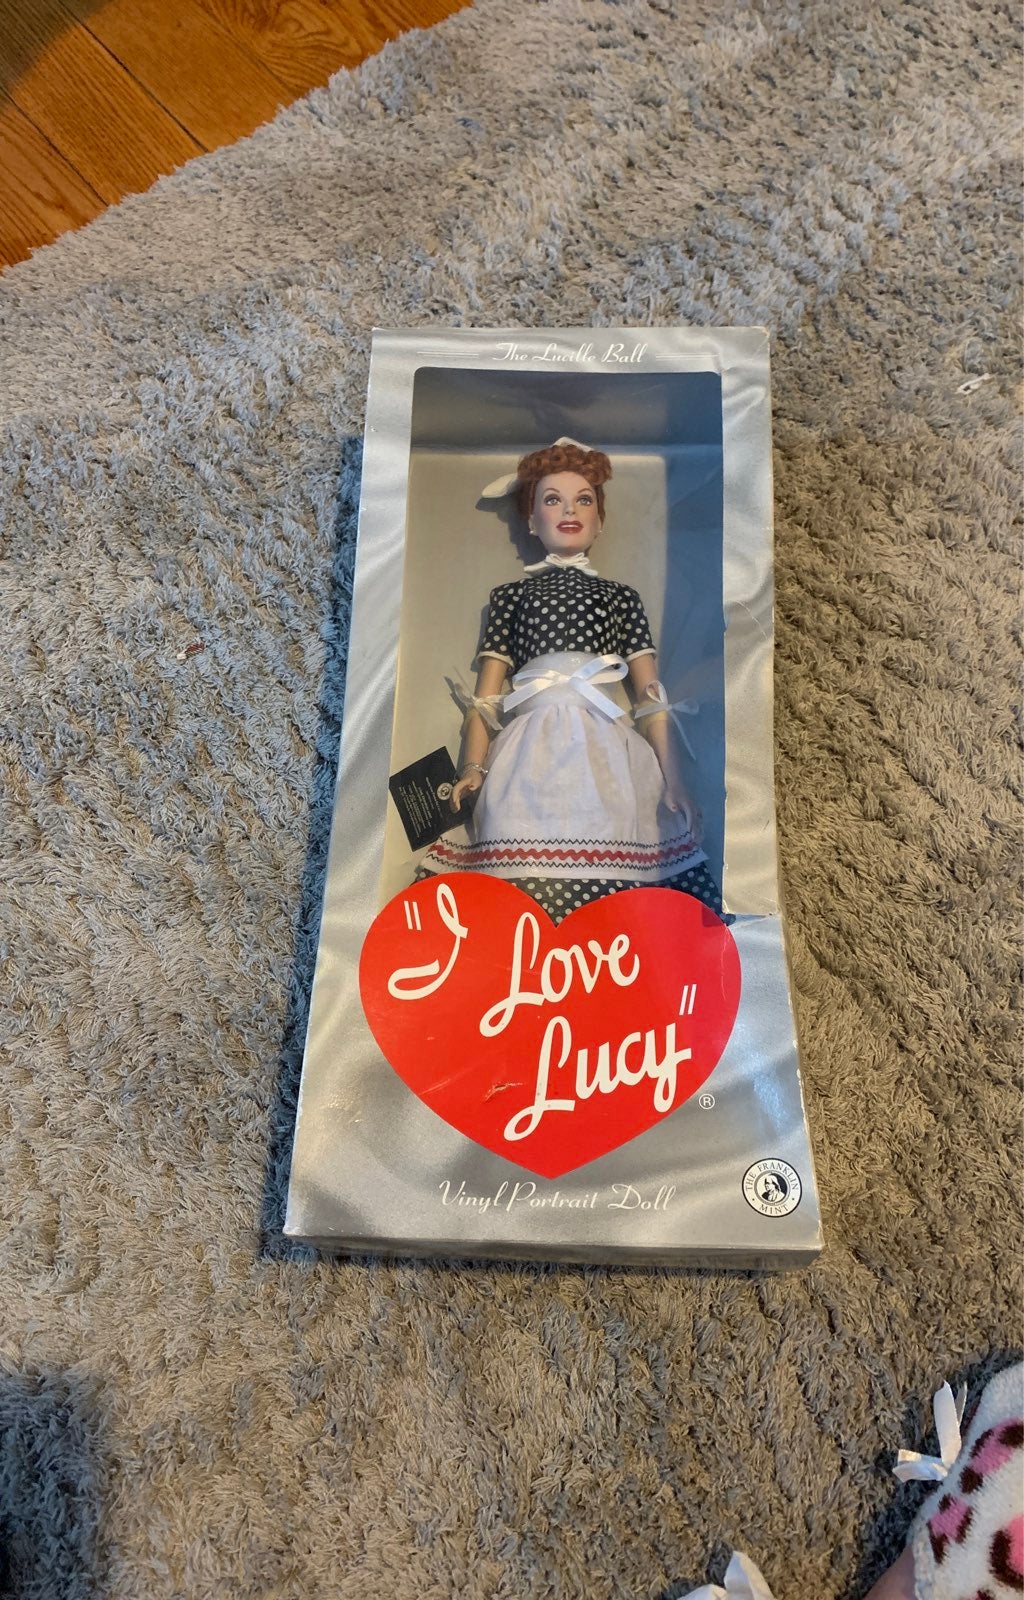 The Lucille Ball
"I
Love
Lucy"
®
Vinyl Portrait Doll
THE FRANKLIN
MINT